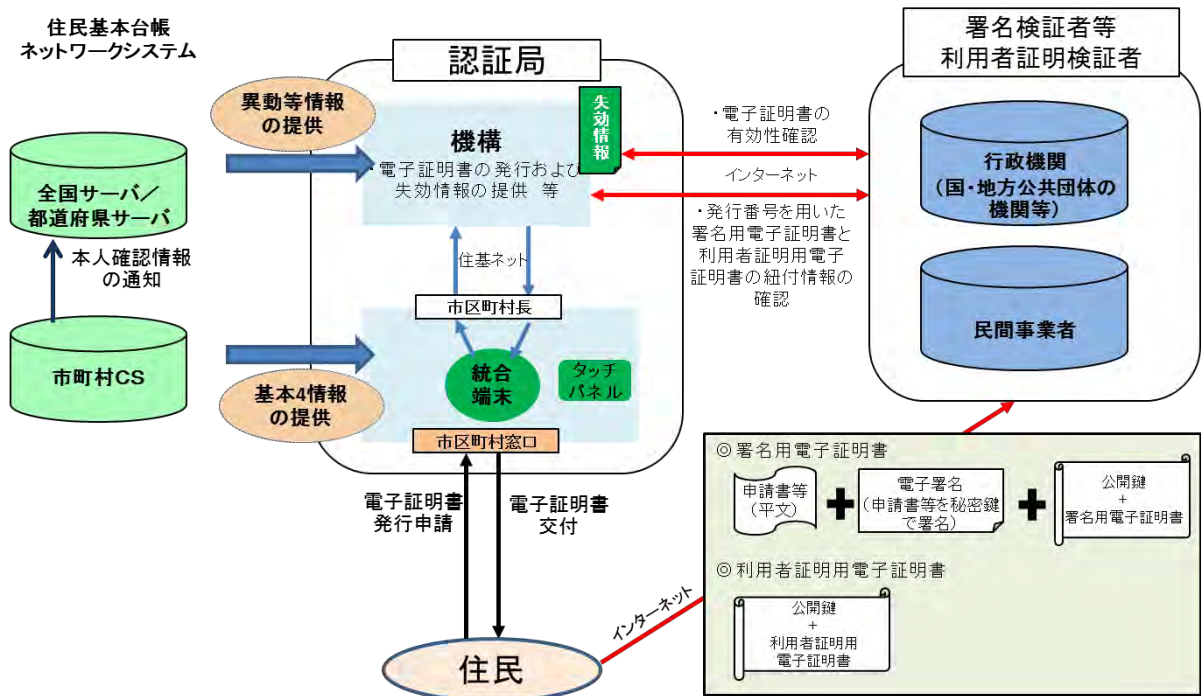 住民基本台帳
ネットワークシステム
全国サーバ／
都道府県サーバ
本人確認情報
の通知
市町村CS
異動等情報
の提供
基本4情報
の提供
認証局
失効情報
機構
・電子証明書の発行および
失効情報の提供 等
住基ネット
市区町村長
統合
端末
タッチ
パネル
市区町村窓口
電子証明書
発行申請
電子証明書
交付
住民
・電子証明書の
有効性確認
インターネット
・発行番号を用いた
署名用電子証明書と
利用者証明用電子
証明書の紐付情報の
確認
署名検証者等
利用者証明検証者
行政機関
（国・地方公共団体の
機関等）
民間事業者
インターネット
◎署名用電子証明書
申請書等
（平文）
電子署名
（申請書等を秘密鍵
で署名）
公開鍵
+
署名用電子証明書
◎利用者証明用電子証明書
公開鍵
+
利用者証明用
電子証明書